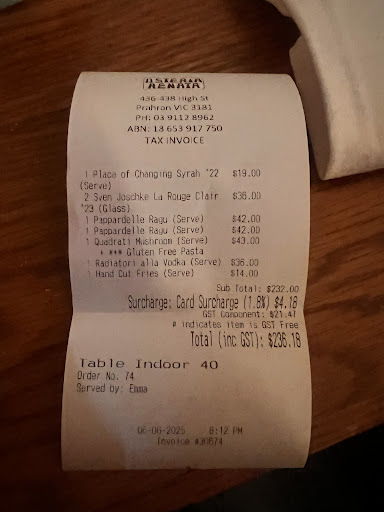 OSTERIA
RENATA
436-438 High St
Prahran VIC 3181
PH: 03 9112 8962
ABN: 18 653 917 750
TAX INVOICE
1 Place of Changing Syrah '22 $19.00
(Serve)
2 Sven Joschke La Rouge Clair $36.00
'23 (Glass)
1 Pappardelle Ragu (Serve) $42.00
1 Pappardelle Ragu (Serve) $42.00
1 Quadrati Mushroom (Serve) $43.00
+ *** Gluten Free Pasta
1 Radiatori alla Vodka (Serve) $36.00
1 Hand Cut Fries (Serve) $14.00
Sub Total: $232.00
Surcharge: Card Surcharge (1.8%) $4.18
GST Component: $21.47
# indicates item is GST Free
Total (inc GST): $236.18
Table Indoor 40
Order No. 74
Served by: Emma
06-06-2025 8:12 PM
Invoice #30674